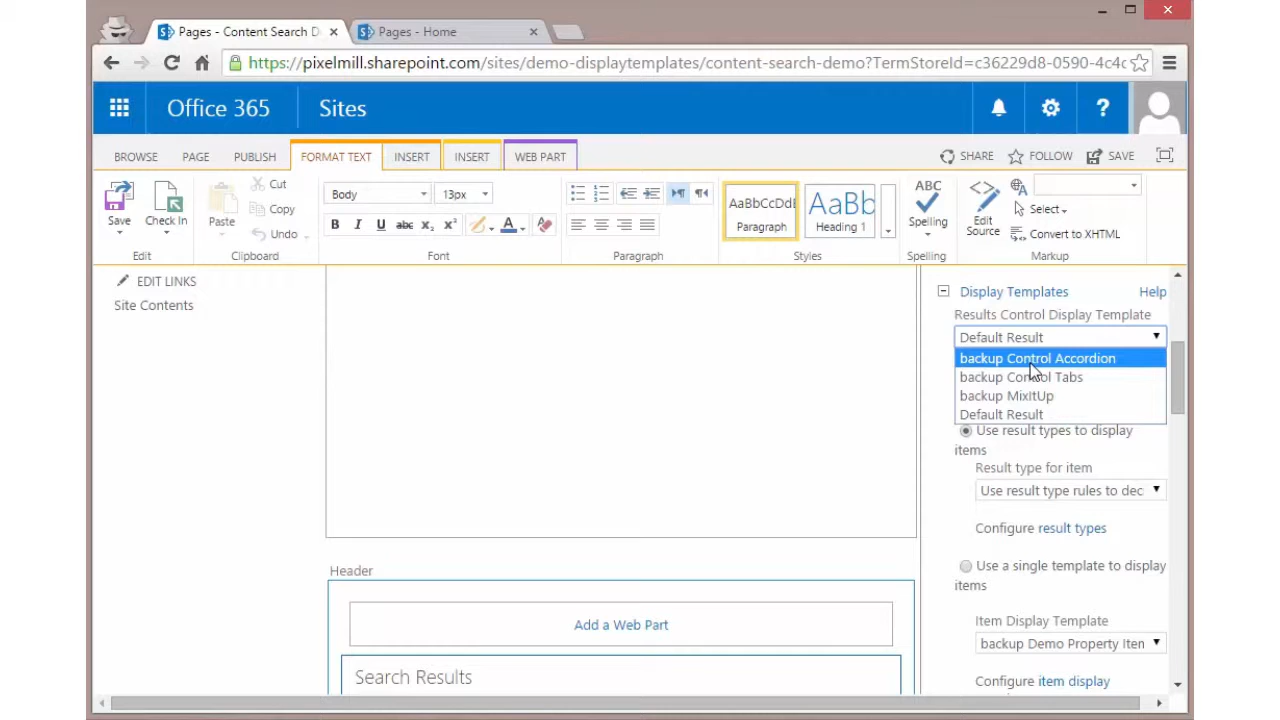 Pages - Content Search D
Pages - Home
https://pixelmill.sharepoint.com/sites/demo-displaytemplates/content-search-demo?TermStoreId=c36229d8-0590-4c4c
Office 365
Sites
?
BROWSE
PAGE
PUBLISH
FORMAT TEXT
INSERT
INSERT
WEB PART
SHARE
FOLLOW
SAVE
Save
Check In
Paste
Cut
Copy
Undo
Body
13px
B I U abc x₂ x²
A
AaBbCcDdE
Paragraph
AaBb
Heading 1
ABC
Spelling
Edit
Source
Select
Convert to XHTML
Edit
Clipboard
Font
Paragraph
Styles
Spelling
Markup
EDIT LINKS
Site Contents
Header
Add a Web Part
Search Results
Display Templates
Help
Results Control Display Template
Default Result
backup Control Accordion
backup Control Tabs
backup MixItUp
Default Result
Use result types to display
items
Result type for item
Use result type rules to dec
Configure result types
Use a single template to display
items
Item Display Template
backup Demo Property Iten
Configure item display